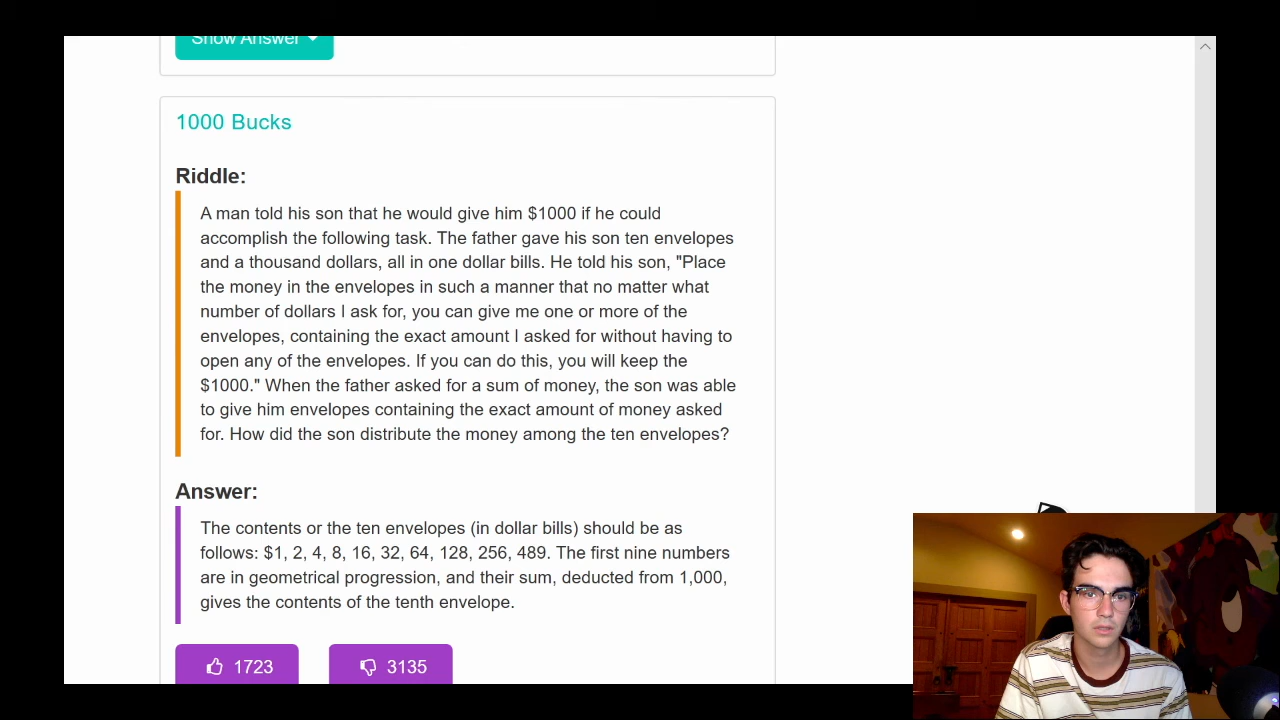 Show Answer
1000 Bucks
Riddle:
A man told his son that he would give him $1000 if he could
accomplish the following task. The father gave his son ten envelopes
and a thousand dollars, all in one dollar bills. He told his son, "Place
the money in the envelopes in such a manner that no matter what
number of dollars I ask for, you can give me one or more of the
envelopes, containing the exact amount I asked for without having to
open any of the envelopes. If you can do this, you will keep the
$1000." When the father asked for a sum of money, the son was able
to give him envelopes containing the exact amount of money asked
for. How did the son distribute the money among the ten envelopes?
Answer:
The contents or the ten envelopes (in dollar bills) should be as
follows: $1, 2, 4, 8, 16, 32, 64, 128, 256, 489. The first nine numbers
are in geometrical progression, and their sum, deducted from 1,000,
gives the contents of the tenth envelope.
1723
3135